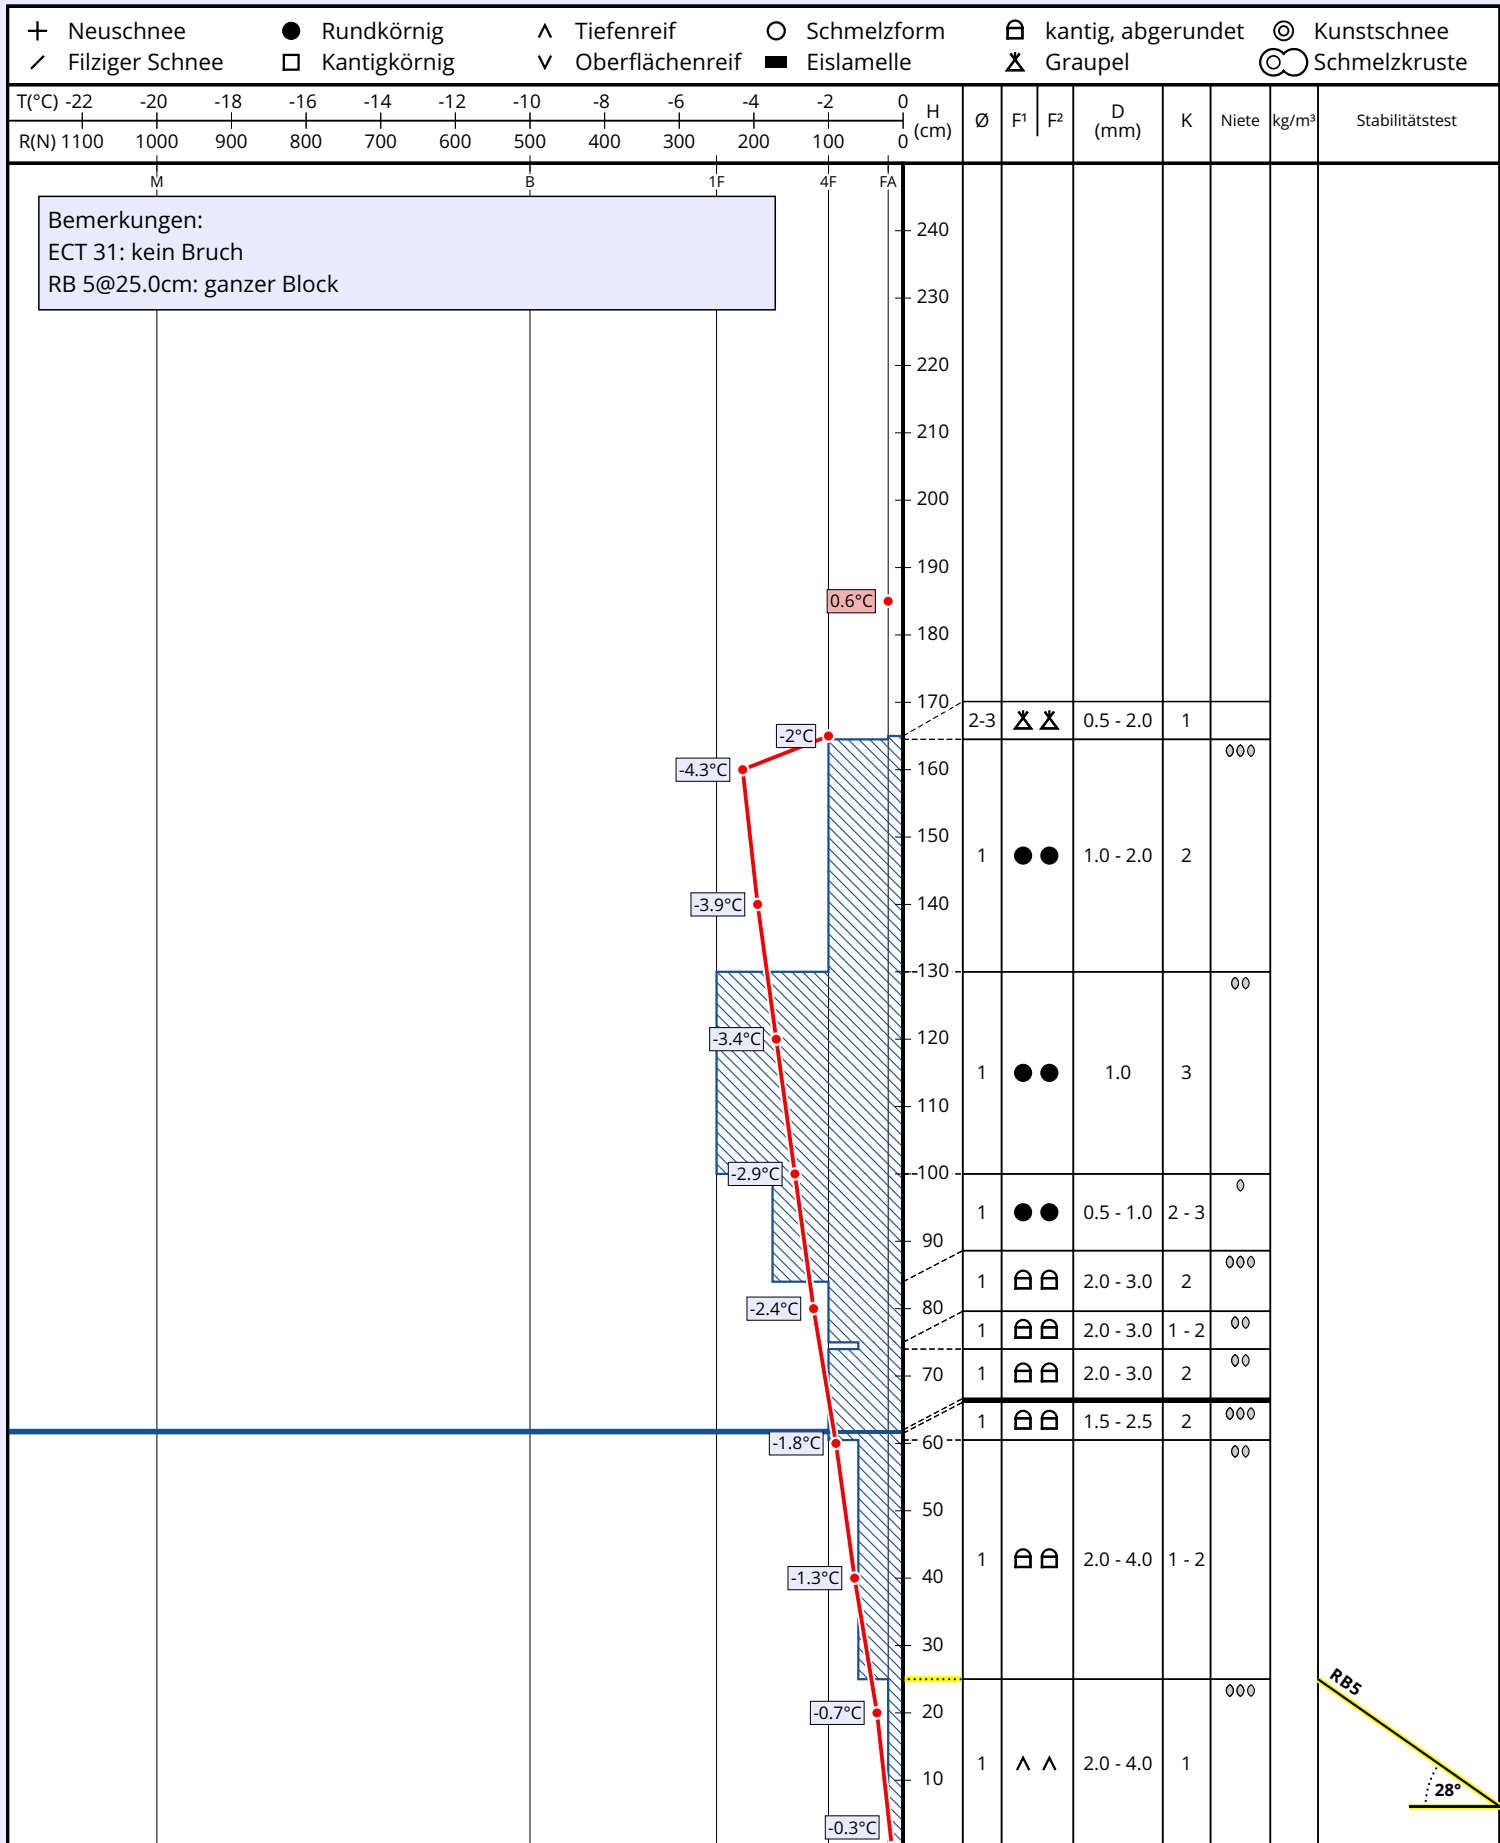 Neuschnee Rundkörnig Tiefenreif Schmelzform kantig, abgerundet Kunstschnee
Filziger Schnee Kantigkörnig Oberflächenreif Eislamelle Graupel Schmelzkruste
T(°C) -22 -20 -18 -16 -14 -12 -10 -8 -6 -4 -2 0
R(N) 1100 1000 900 800 700 600 500 400 300 200 100 0
H (cm) Ø F¹ F² D (mm) K Niete kg/m³ Stabilitätstest
M B 1F 4F FA
Bemerkungen:
ECT 31: kein Bruch
RB 5@25.0cm: ganzer Block
240
230
220
210
200
190
0.6°C
180
170
2-3 0.5 - 2.0 1
-2°C
-4.3°C 160
150
1 1.0 - 2.0 2
-3.9°C 140
130
-3.4°C 120
1 1.0 3
110
-2.9°C 100
1 0.5 - 1.0 2 - 3
90
1 2.0 - 3.0 2
-2.4°C 80
1 2.0 - 3.0 1 - 2
70 1 2.0 - 3.0 2
1 1.5 - 2.5 2
-1.8°C 60
50
1 2.0 - 4.0 1 - 2
-1.3°C 40
30
RB5
-0.7°C 20
1 2.0 - 4.0 1
10
28°
-0.3°C